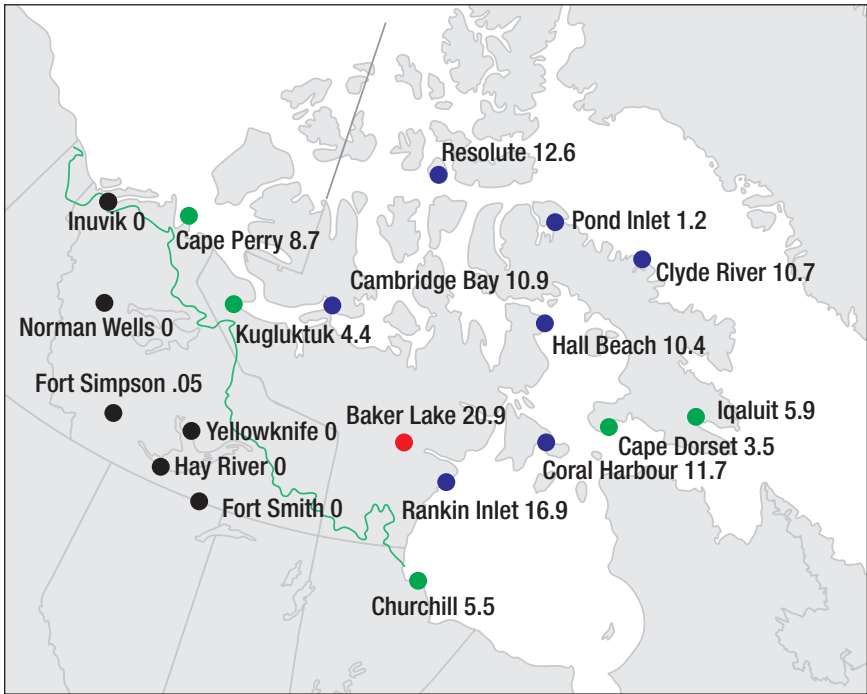 Resolute 12.6
Inuvik 0
Pond Inlet 1.2
Cape Perry 8.7
Clyde River 10.7
Cambridge Bay 10.9
Norman Wells 0
Kugluktuk 4.4
Hall Beach 10.4
Fort Simpson .05
Baker Lake 20.9
Iqaluit 5.9
Yellowknife 0
Cape Dorset 3.5
Hay River 0
Coral Harbour 11.7
Fort Smith 0
Rankin Inlet 16.9
Churchill 5.5